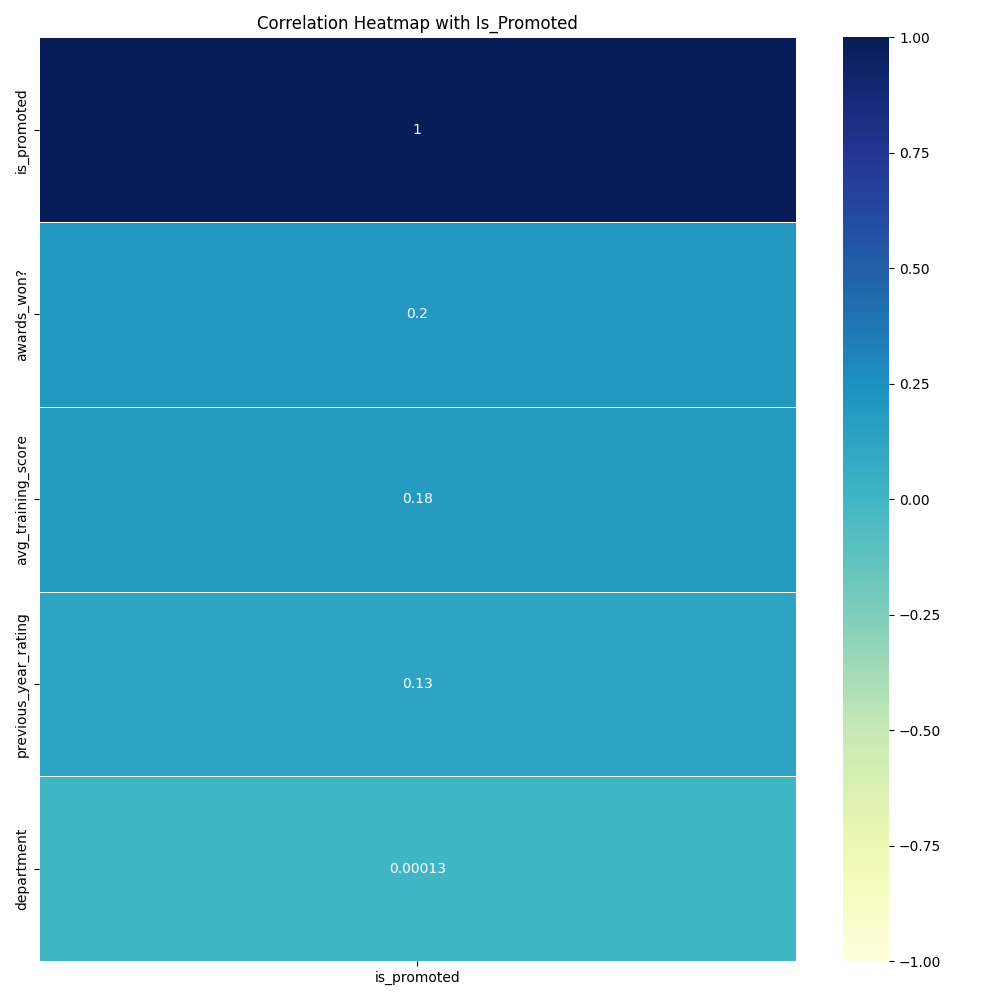 Correlation Heatmap with Is_Promoted
is_promoted
1
awards_won?
0.2
avg_training_score
0.18
previous_year_rating
0.13
department
0.00013
is_promoted
1.00
0.75
0.50
0.25
0.00
−0.25
−0.50
−0.75
−1.00